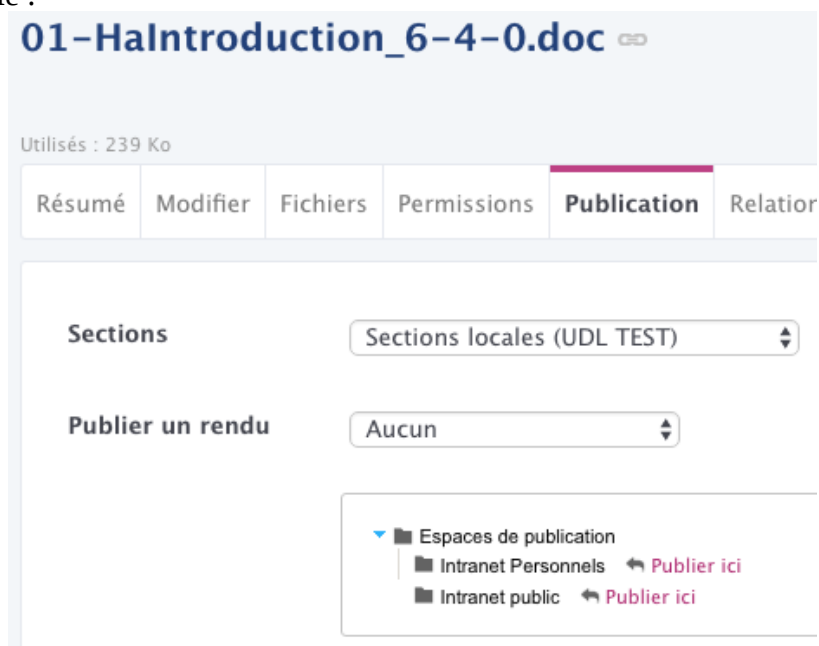 01-HaIntroduction_6-4-0.doc
Utilisés : 239 Ko
Résumé Modifier Fichiers Permissions Publication Relation
Sections Sections locales (UDL TEST)
Publier un rendu Aucun
Espaces de publication
Intranet Personnels Publier ici
Intranet public Publier ici